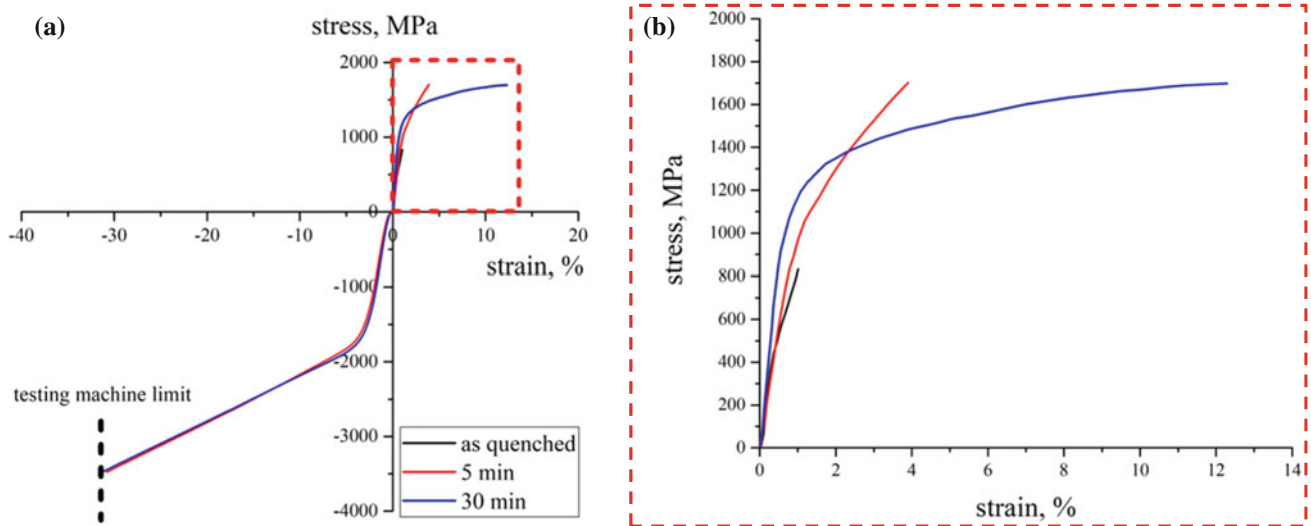 (a)
stress, MPa
2000
1000
0
-40 -30 -20 -10 0 10 20
strain, %
-1000
-2000
testing machine limit
-3000
-4000
as quenched
5 min
30 min
(b)
2000
1800
1600
1400
1200
1000
800
600
400
200
0
stress, MPa
0 2 4 6 8 10 12 14
strain, %